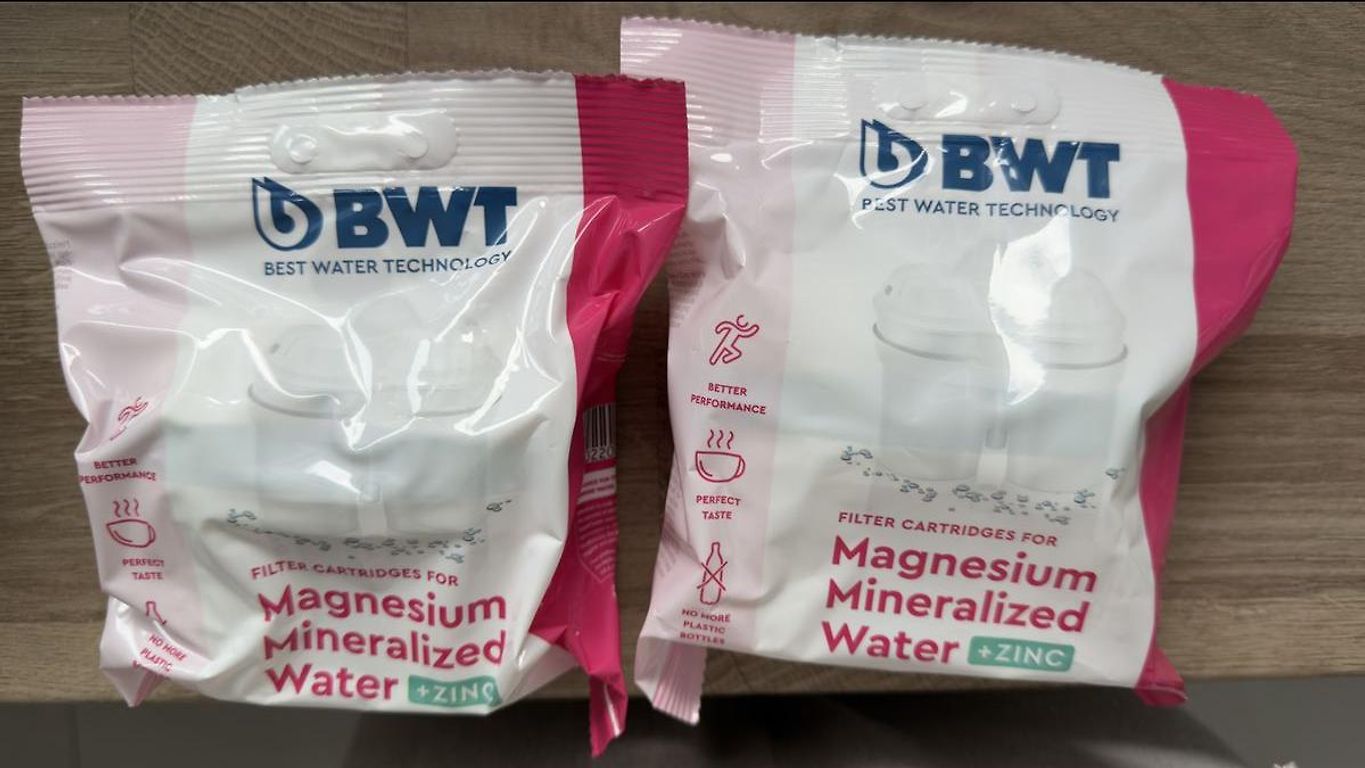 BWT
BEST WATER TECHNOLOGY
BETTER
PERFORMANCE
PERFECT
TASTE
NO MORE
PLASTIC
FILTER CARTRIDGES FOR
Magnesium
Mineralized
Water +ZINC
BWT
BEST WATER TECHNOLOGY
BETTER
PERFORMANCE
PERFECT
TASTE
NO MORE
PLASTIC
BOTTLES
FILTER CARTRIDGES FOR
Magnesium
Mineralized
Water +ZINC